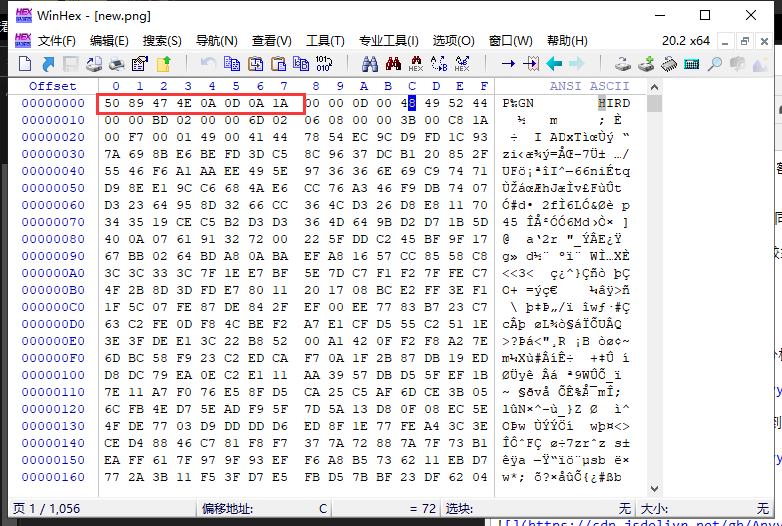 WinHex - [new.png]
文件(F) 编辑(E) 搜索(S) 导航(N) 查看(V) 工具(T) 专业工具(I) 选项(O) 窗口(W) 帮助(H) 20.2 x64
Offset 0 1 2 3 4 5 6 7 8 9 A B C D E F ANSI ASCII
00000000 50 89 47 4E 0A 0D 0A 1A 00 00 0D 00 48 49 52 44 P‰GN HIRD
00000010 00 00 BD 02 00 00 6D 02 06 08 00 00 3B 00 C8 1A ½ m ; È
00000020 00 F7 00 01 49 00 41 44 78 54 EC 9C D9 FD 1C 93 ÷ I ADxTìœÙý “
00000030 7A 69 8B E6 BE FD 3D C5 8C 96 37 DC B1 20 85 2F zi‹æ¾ý=ÅŒ–7Ü± …/
00000040 55 46 F6 A1 AA EE 49 5E 97 36 36 6E 69 C9 74 71 UFö¡ªîI^—66niÉtq
00000050 D9 8E E1 9C C6 68 4A E6 CC 76 A3 46 F9 DB 74 07 ÙŽáœÆhJæÌv£FùÛt
00000060 D3 23 64 95 8D 32 66 CC 36 4C D3 26 D8 E8 11 70 Ó#d• 2fÌ6LÓ&Øè p
00000070 34 35 19 CE C5 B2 D3 D3 36 4D 64 9B D2 D7 1B 5D 45 ÎÅ²ÓÓ6Md›Ò× ]
00000080 40 0A 07 61 91 32 72 00 22 5F DD C2 45 BF 9F 17 @ a‘2r "_ÝÂE¿Ÿ
00000090 67 BB 02 64 BD A8 0A BA EF A8 16 57 CC 85 58 C8 g» d½¨ ºï¨ WÌ…XÈ
000000A0 3C 3C 33 3C 7F 1E E7 BF 5E 7D C7 F1 F2 7F FE C7 <<3< ç¿^}Çñò þÇ
000000B0 4F 2B 8D 3D FD E7 80 11 20 17 08 BC E2 FF 3E F1 O+ =ýç€ ¼âÿ>ñ
000000C0 1F 5C 07 FE 87 DE 84 2F EF 00 EE 77 83 B7 23 C7 \ þ‡Þ„/ï îwƒ·#Ç
000000D0 63 C2 FE 0D F8 4C BE F2 A7 E1 CF D5 55 C2 51 1E cÂþ øL¾ò§áÏÕUÂQ
000000E0 3E 3F DE E1 3C 22 B8 52 00 A1 42 0F F2 F8 A2 7E >?Þá<"¸R ¡B òø¢~
000000F0 6D BC 58 F9 23 C2 ED CA F7 0A 1F 2B 87 DB 19 ED m¼Xù#ÂíÊ÷ +‡Û í
00000100 D8 DC 79 EA 0E C2 E1 11 AA 39 57 DB D5 5F EF 1B ØÜyê Âá ª9WÛÕ_ï
00000110 7E 11 A7 F0 76 E5 8F D5 CA 25 C5 AF 6D CE 3B 05 ~ §ðvå ÕÊ%Å¯mÎ;
00000120 6C FB 4E D7 5E AD F9 5F 7D 5A 13 D8 0F 08 EC 5E lûN×^-ù_}Z Ø ì^
00000130 4F DE 77 03 D9 DD DD D6 ED 8F 1E 77 FE A4 3C 3E OÞw ÙÝÝÖí wþ¤<>
00000140 CE D4 88 46 C7 81 F8 F7 37 7A 72 88 7A 7F 73 B1 ÎÔˆFÇ ø÷7zrˆz s±
00000150 EA FF 61 7F 97 9F 93 EF F6 A8 B5 73 62 11 EB D7 êÿa —Ÿ“ïö¨µsb ë×
00000160 77 2A 3B 11 F5 3F D7 E5 FB D5 7B BF 23 DF 62 04 w*; õ?×åûÕ{¿#ßb
页 1 / 1,056 偏移地址: C = 72 选块: 无 大小: 无